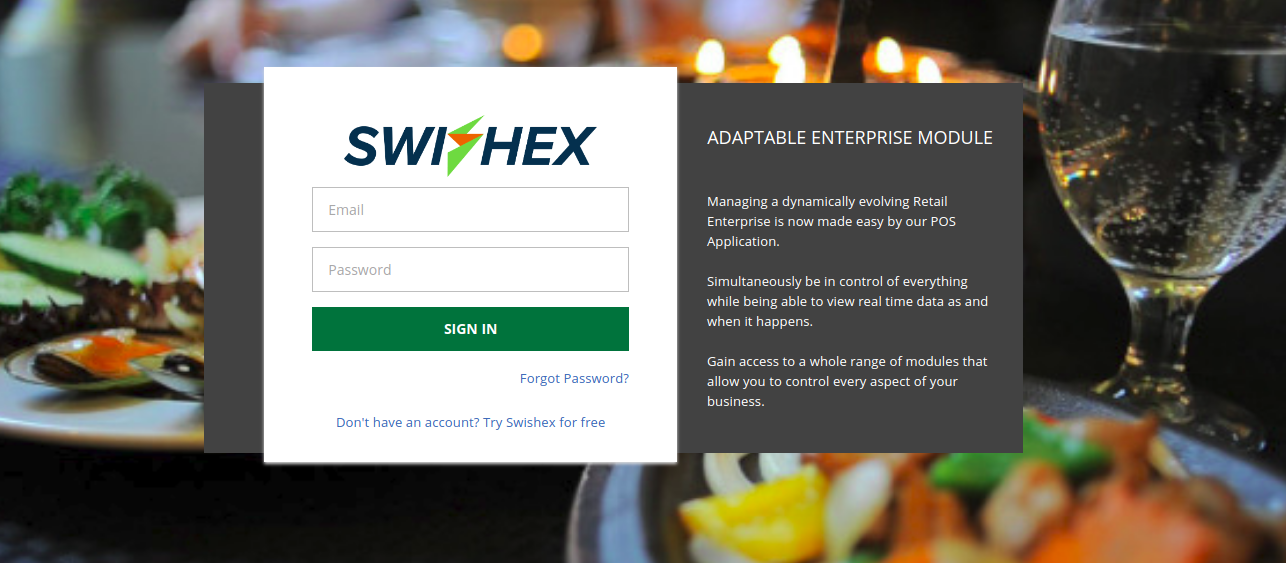 SWISHEX
Email
Password
SIGN IN
Forgot Password?
Don't have an account? Try Swishex for free
ADAPTABLE ENTERPRISE MODULE
Managing a dynamically evolving Retail
Enterprise is now made easy by our POS
Application.
Simultaneously be in control of everything
while being able to view real time data as and
when it happens.
Gain access to a whole range of modules that
allow you to control every aspect of your
business.